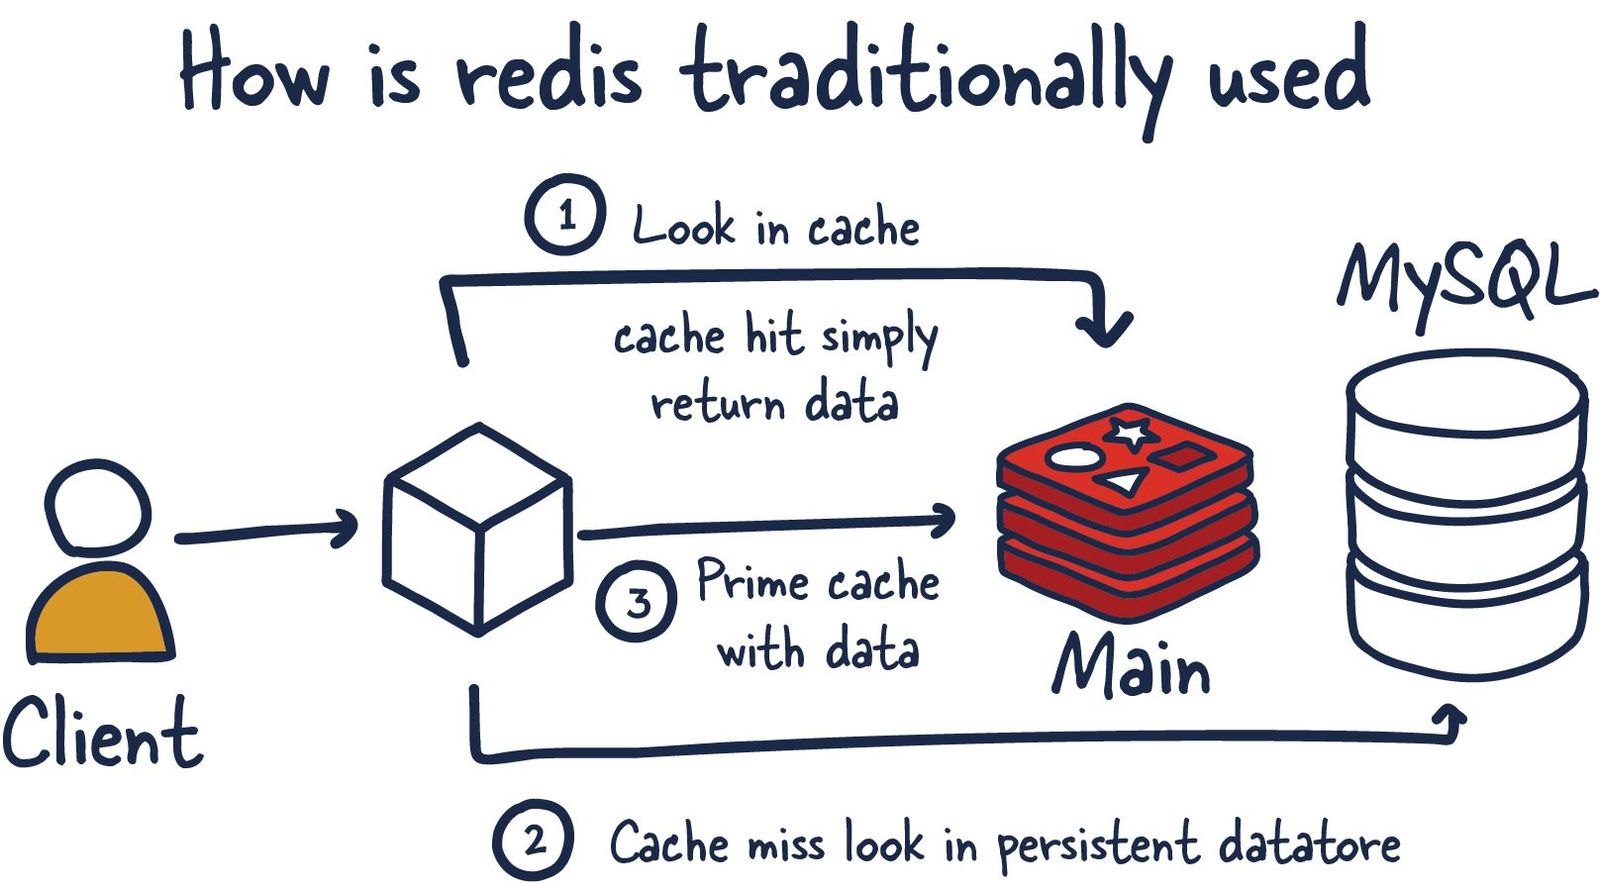 How is redis traditionally used
1 Look in cache
cache hit simply
return data
MySQL
3 Prime cache
with data
Main
Client
2 Cache miss look in persistent datatore